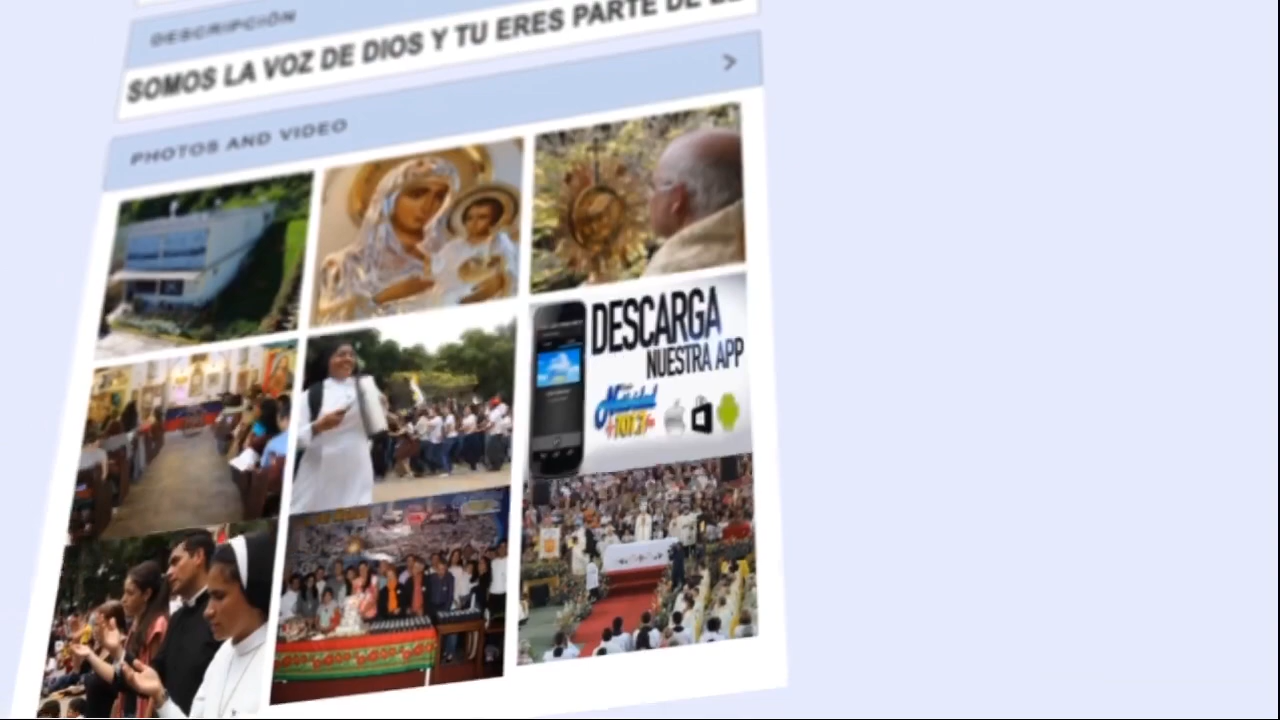 DESCRIPCIÓN
SOMOS LA VOZ DE DIOS Y TU ERES PARTE DE
PHOTOS AND VIDEO
DESCARGA
NUESTRA APP